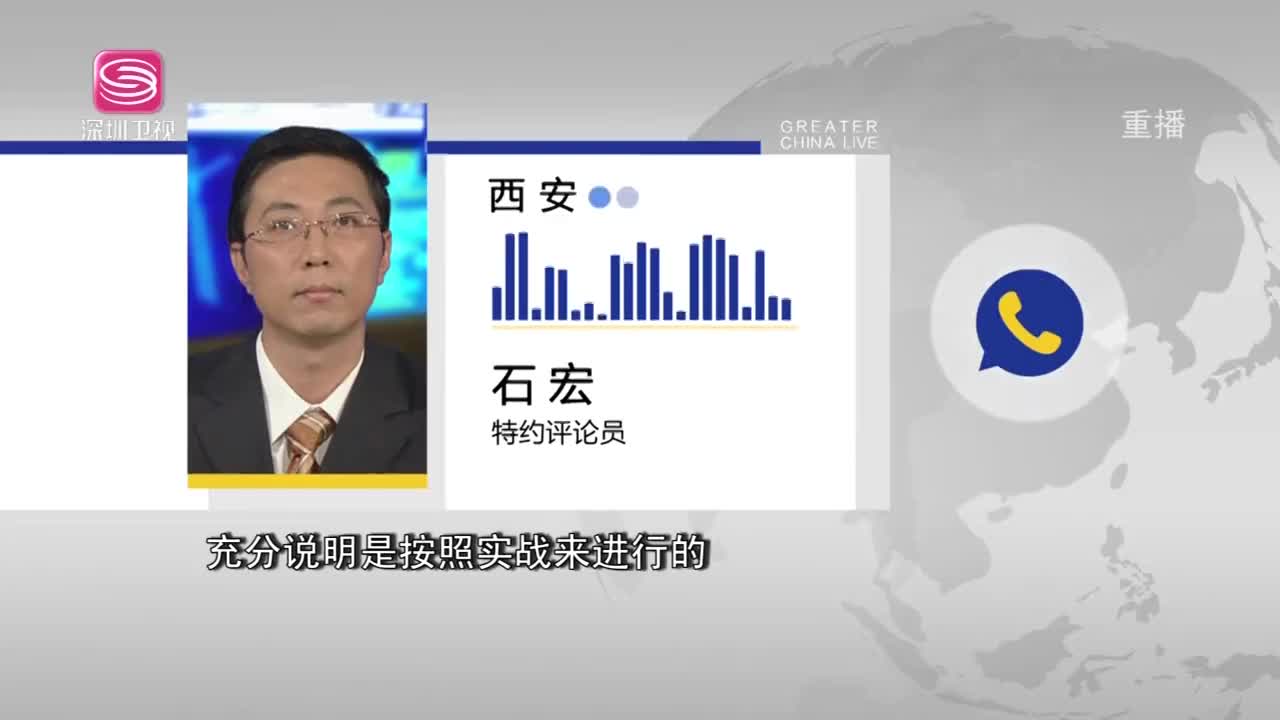 深圳卫视
GREATER
CHINA LIVE
重播
西安
石宏
特约评论员
充分说明是按照实战来进行的